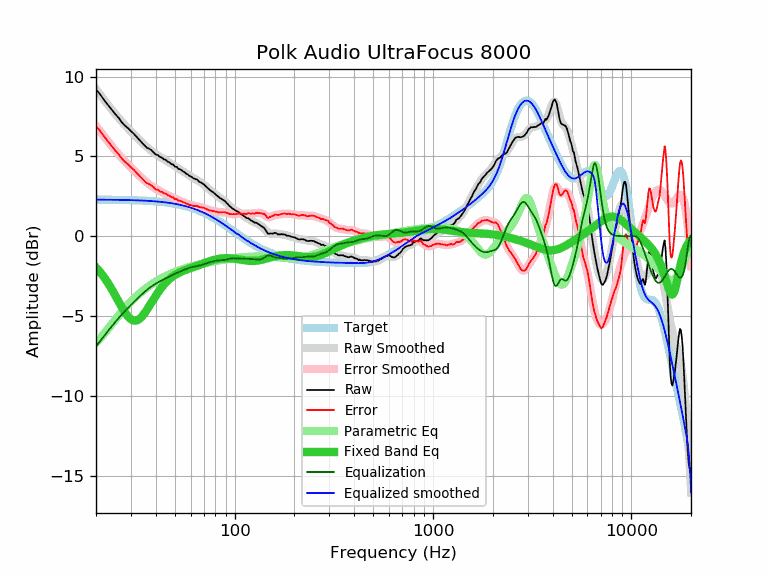 Polk Audio UltraFocus 8000
10
5
0
−5
−10
−15
Amplitude (dBr)
Target
Raw Smoothed
Error Smoothed
Raw
Error
Parametric Eq
Fixed Band Eq
Equalization
Equalized smoothed
100
1000
10000
Frequency (Hz)